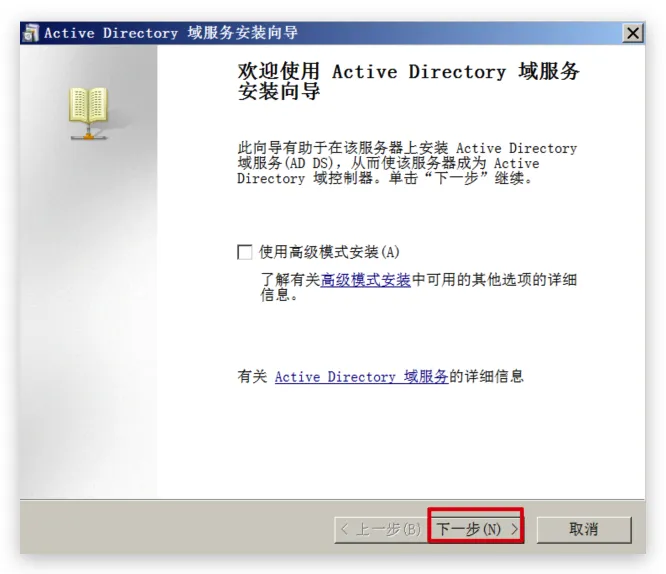 Active Directory 域服务安装向导
欢迎使用 Active Directory 域服务
安装向导
此向导有助于在该服务器上安装 Active Directory
域服务(AD DS)，从而使该服务器成为 Active
Directory 域控制器。单击“下一步”继续。
使用高级模式安装(A)
了解有关高级模式安装中可用的其他选项的详细
信息。
有关 Active Directory 域服务的详细信息
< 上一步(B) 下一步(N) > 取消